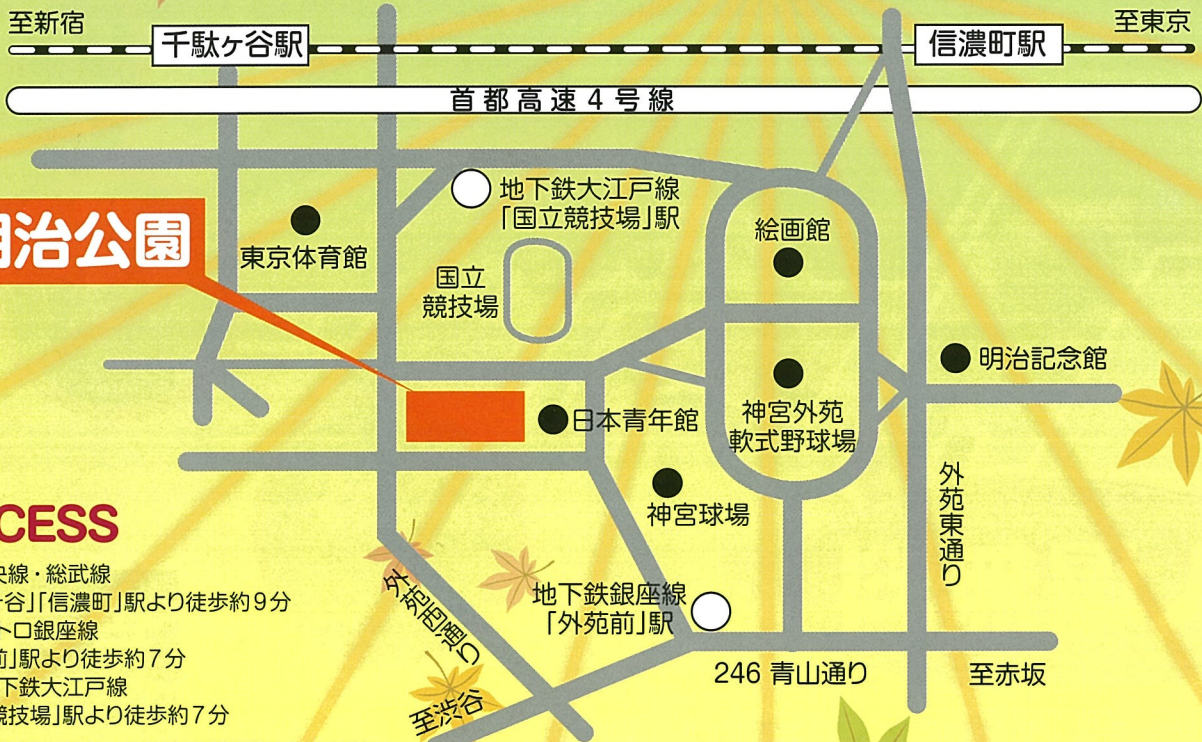 至新宿
千駄ヶ谷駅
信濃町駅
至東京
首都高速4号線
地下鉄大江戸線
「国立競技場」駅
絵画館
治公園
東京体育館
国立
競技場
明治記念館
日本青年館
神宮外苑
軟式野球場
神宮球場
外苑東通り
CESS
線・総武線
谷」「信濃町」駅より徒歩約9分
トロ銀座線
」駅より徒歩約7分
下鉄大江戸線
競技場」駅より徒歩約7分
外苑西通り
地下鉄銀座線
「外苑前」駅
246 青山通り
至赤坂
至渋谷